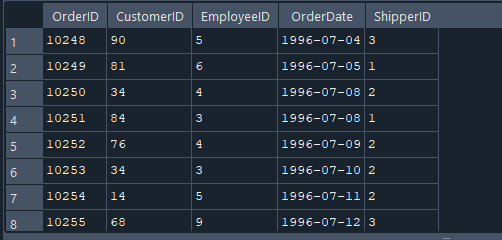 OrderID CustomerID EmployeeID OrderDate ShipperID
1 10248 90 5 1996-07-04 3
2 10249 81 6 1996-07-05 1
3 10250 34 4 1996-07-08 2
4 10251 84 3 1996-07-08 1
5 10252 76 4 1996-07-09 2
6 10253 34 3 1996-07-10 2
7 10254 14 5 1996-07-11 2
8 10255 68 9 1996-07-12 3